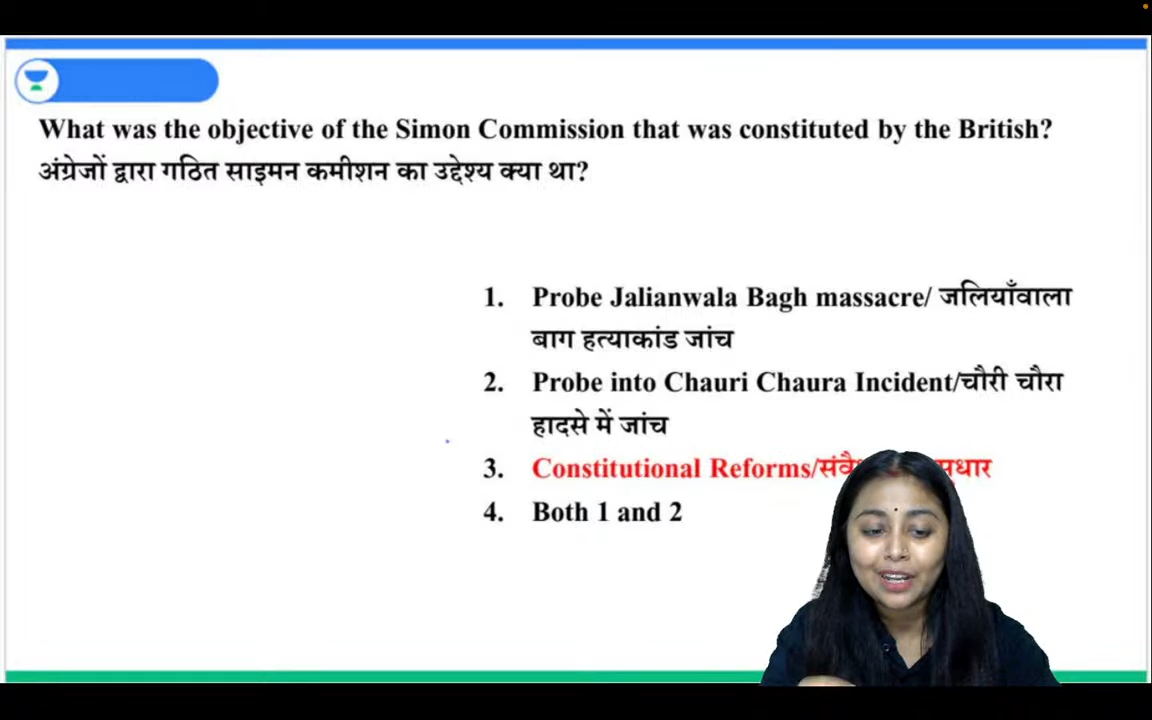 What was the objective of the Simon Commission that was constituted by the British?
अंग्रेजों द्वारा गठित साइमन कमीशन का उद्देश्य क्या था?
1. Probe Jalianwala Bagh massacre/ जलियाँवाला
बाग हत्याकांड जांच
2. Probe into Chauri Chaura Incident/चौरी चौरा
हादसे में जांच
3. Constitutional Reforms/
4. Both 1 and 2